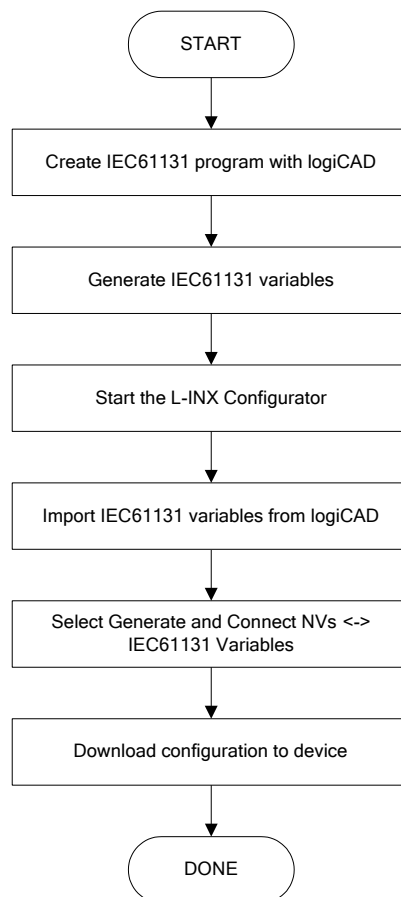 START
Create IEC61131 program with logiCAD
Generate IEC61131 variables
Start the L-INX Configurator
Import IEC61131 variables from logiCAD
Select Generate and Connect NVs <->
IEC61131 Variables
Download configuration to device
DONE